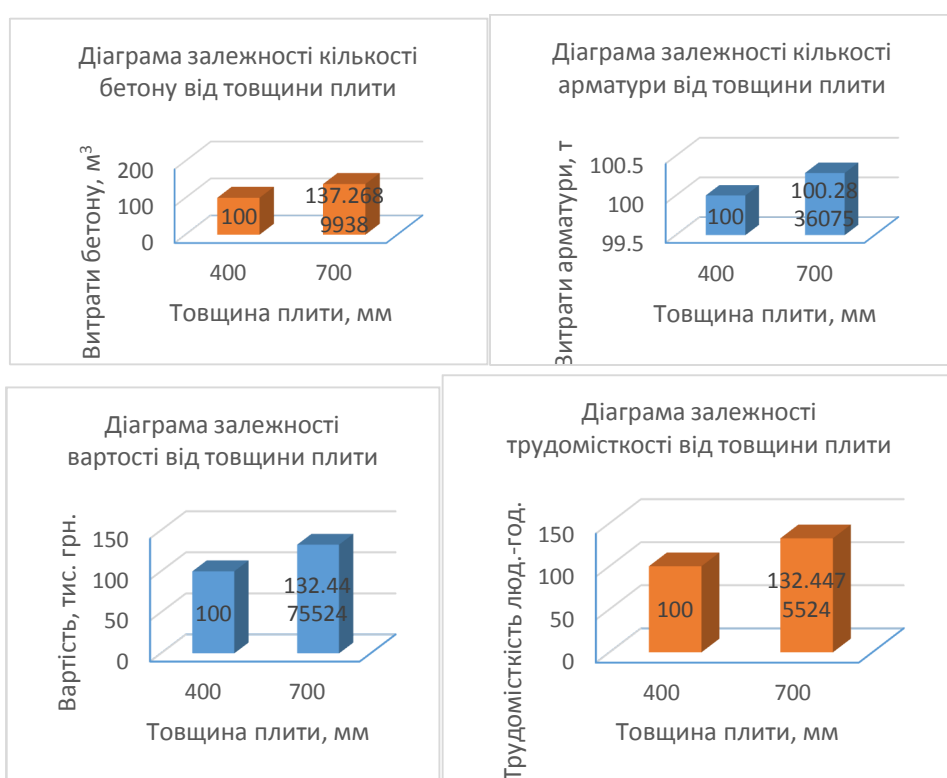 Діаграма залежності кількості
бетону від товщини плити
Витрати бетону, м³
200
100
0
100
137.268
9938
400
700
Товщина плити, мм
Діаграма залежності кількості
арматури від товщини плити
Витрати арматури, т
100.5
100
99.5
100
100.28
36075
400
700
Товщина плити, мм
Діаграма залежності
вартості від товщини плити
Вартість, тис. грн.
150
100
50
0
100
132.44
75524
400
700
Товщина плити, мм
Діаграма залежності
трудомісткості від товщини плити
Трудомісткість люд.-год.
150
100
50
0
100
132.447
5524
400
700
Товщина плити, мм